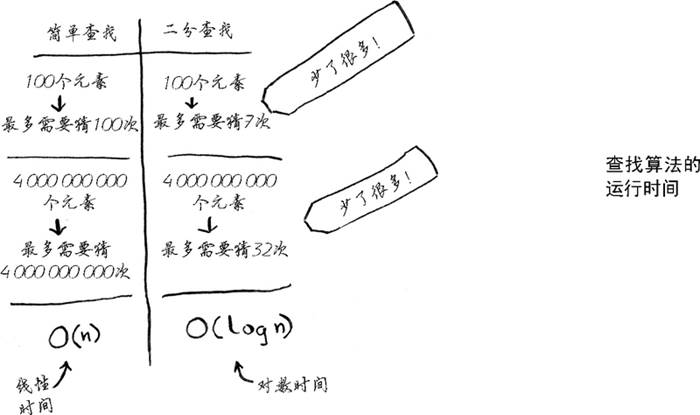 简单查找
二分查找
100个元素
100个元素
最多需要猜100次
最多需要猜7次
少了很多!
4 000 000 000
个元素
4 000 000 000
个元素
少了很多!
最多需要猜
4 000 000 000次
最多需要猜32次
O(n)
O(log n)
线性
时间
对数时间
查找算法的
运行时间